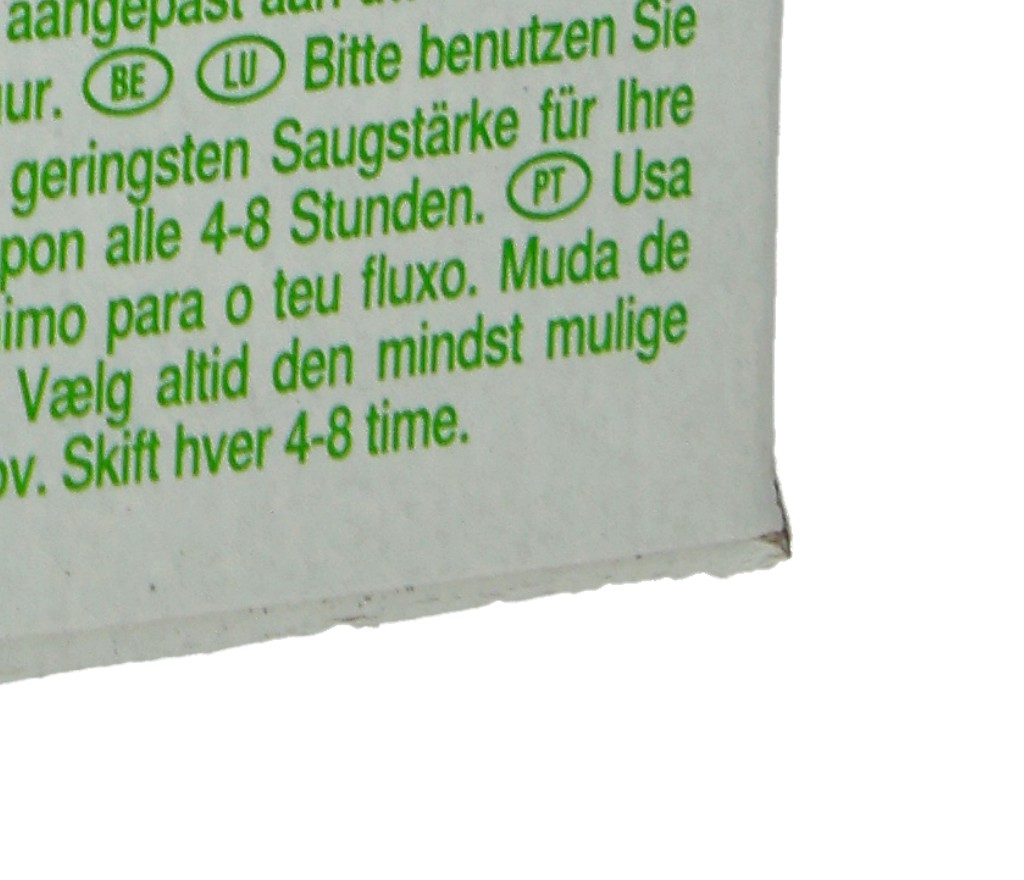 aangepast aan
ur. BE LU Bitte benutzen Sie
geringsten Saugstärke für Ihre
pon alle 4-8 Stunden. PT Usa
imo para o teu fluxo. Muda de
Vælg altid den mindst mulige
ov. Skift hver 4-8 time.